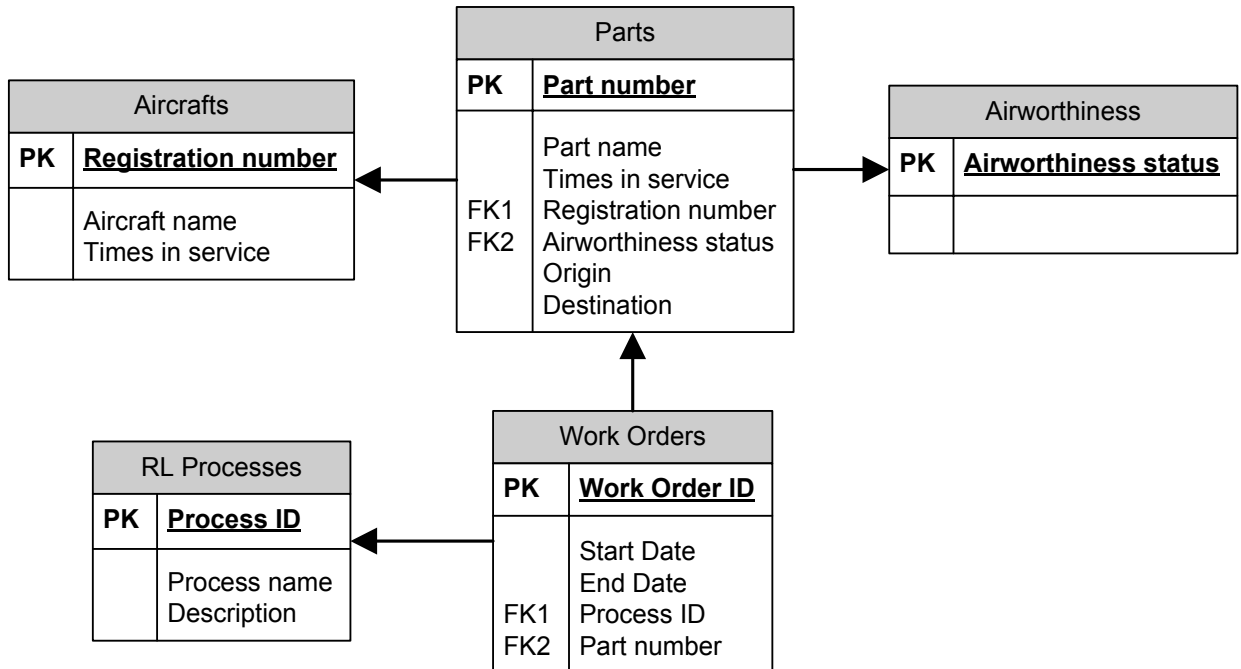 Parts
PK Part number
Part name
Times in service
FK1 Registration number
FK2 Airworthiness status
Origin
Destination
Aircrafts
PK Registration number
Aircraft name
Times in service
Airworthiness
PK Airworthiness status
Work Orders
PK Work Order ID
Start Date
End Date
FK1 Process ID
FK2 Part number
RL Processes
PK Process ID
Process name
Description